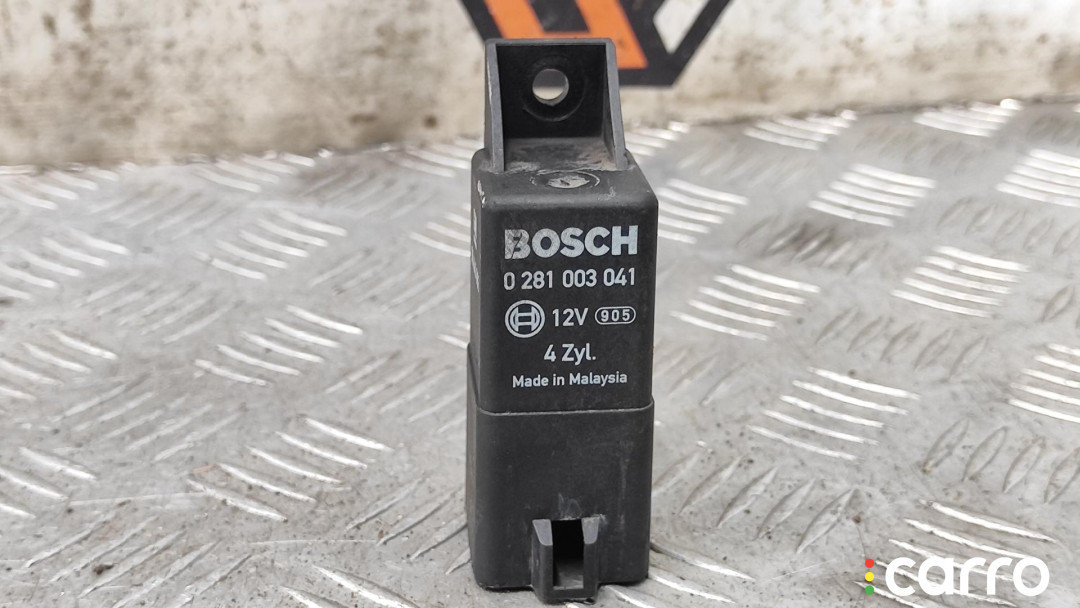 BOSCH
0 281 003 041
12V 905
4 Zyl.
Made in Malaysia
carro